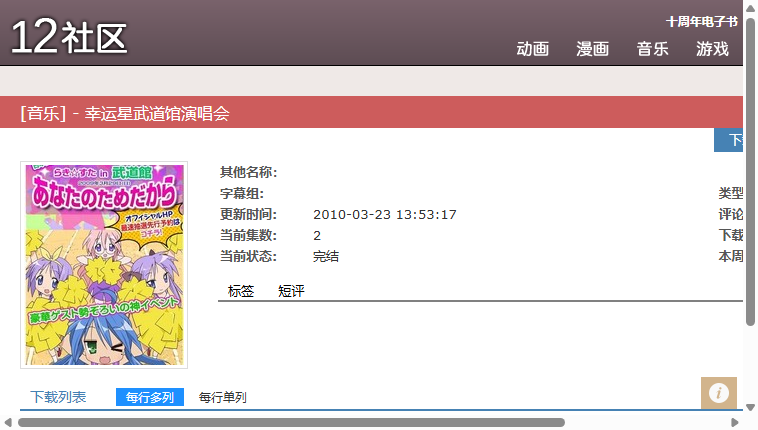 12社区
十周年电子书
动画 漫画 音乐 游戏
[音乐] - 幸运星武道馆演唱会
らき☆すた in 武道館
あなたのためだから
オフィシャルHP
最速抽選先行予約は
コチラ!
豪華ゲスト勢ぞろいの神イベント
其他名称:
字幕组: 类型
更新时间: 2010-03-23 13:53:17 评论
当前集数: 2 下载
当前状态: 完结 本周
标签 短评
下载列表 每行多列 每行单列